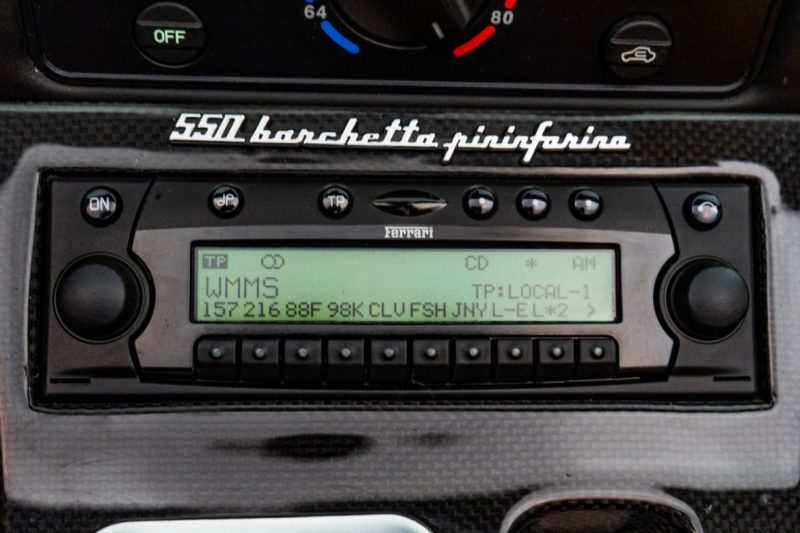 OFF
64
80
550 barchetta pininfarina
ON
TP
Ferrari
TP CD * AM
WMMS TP:LOCAL-1
157 216 88F 98K CLV FSH JNY L-E L*2 >